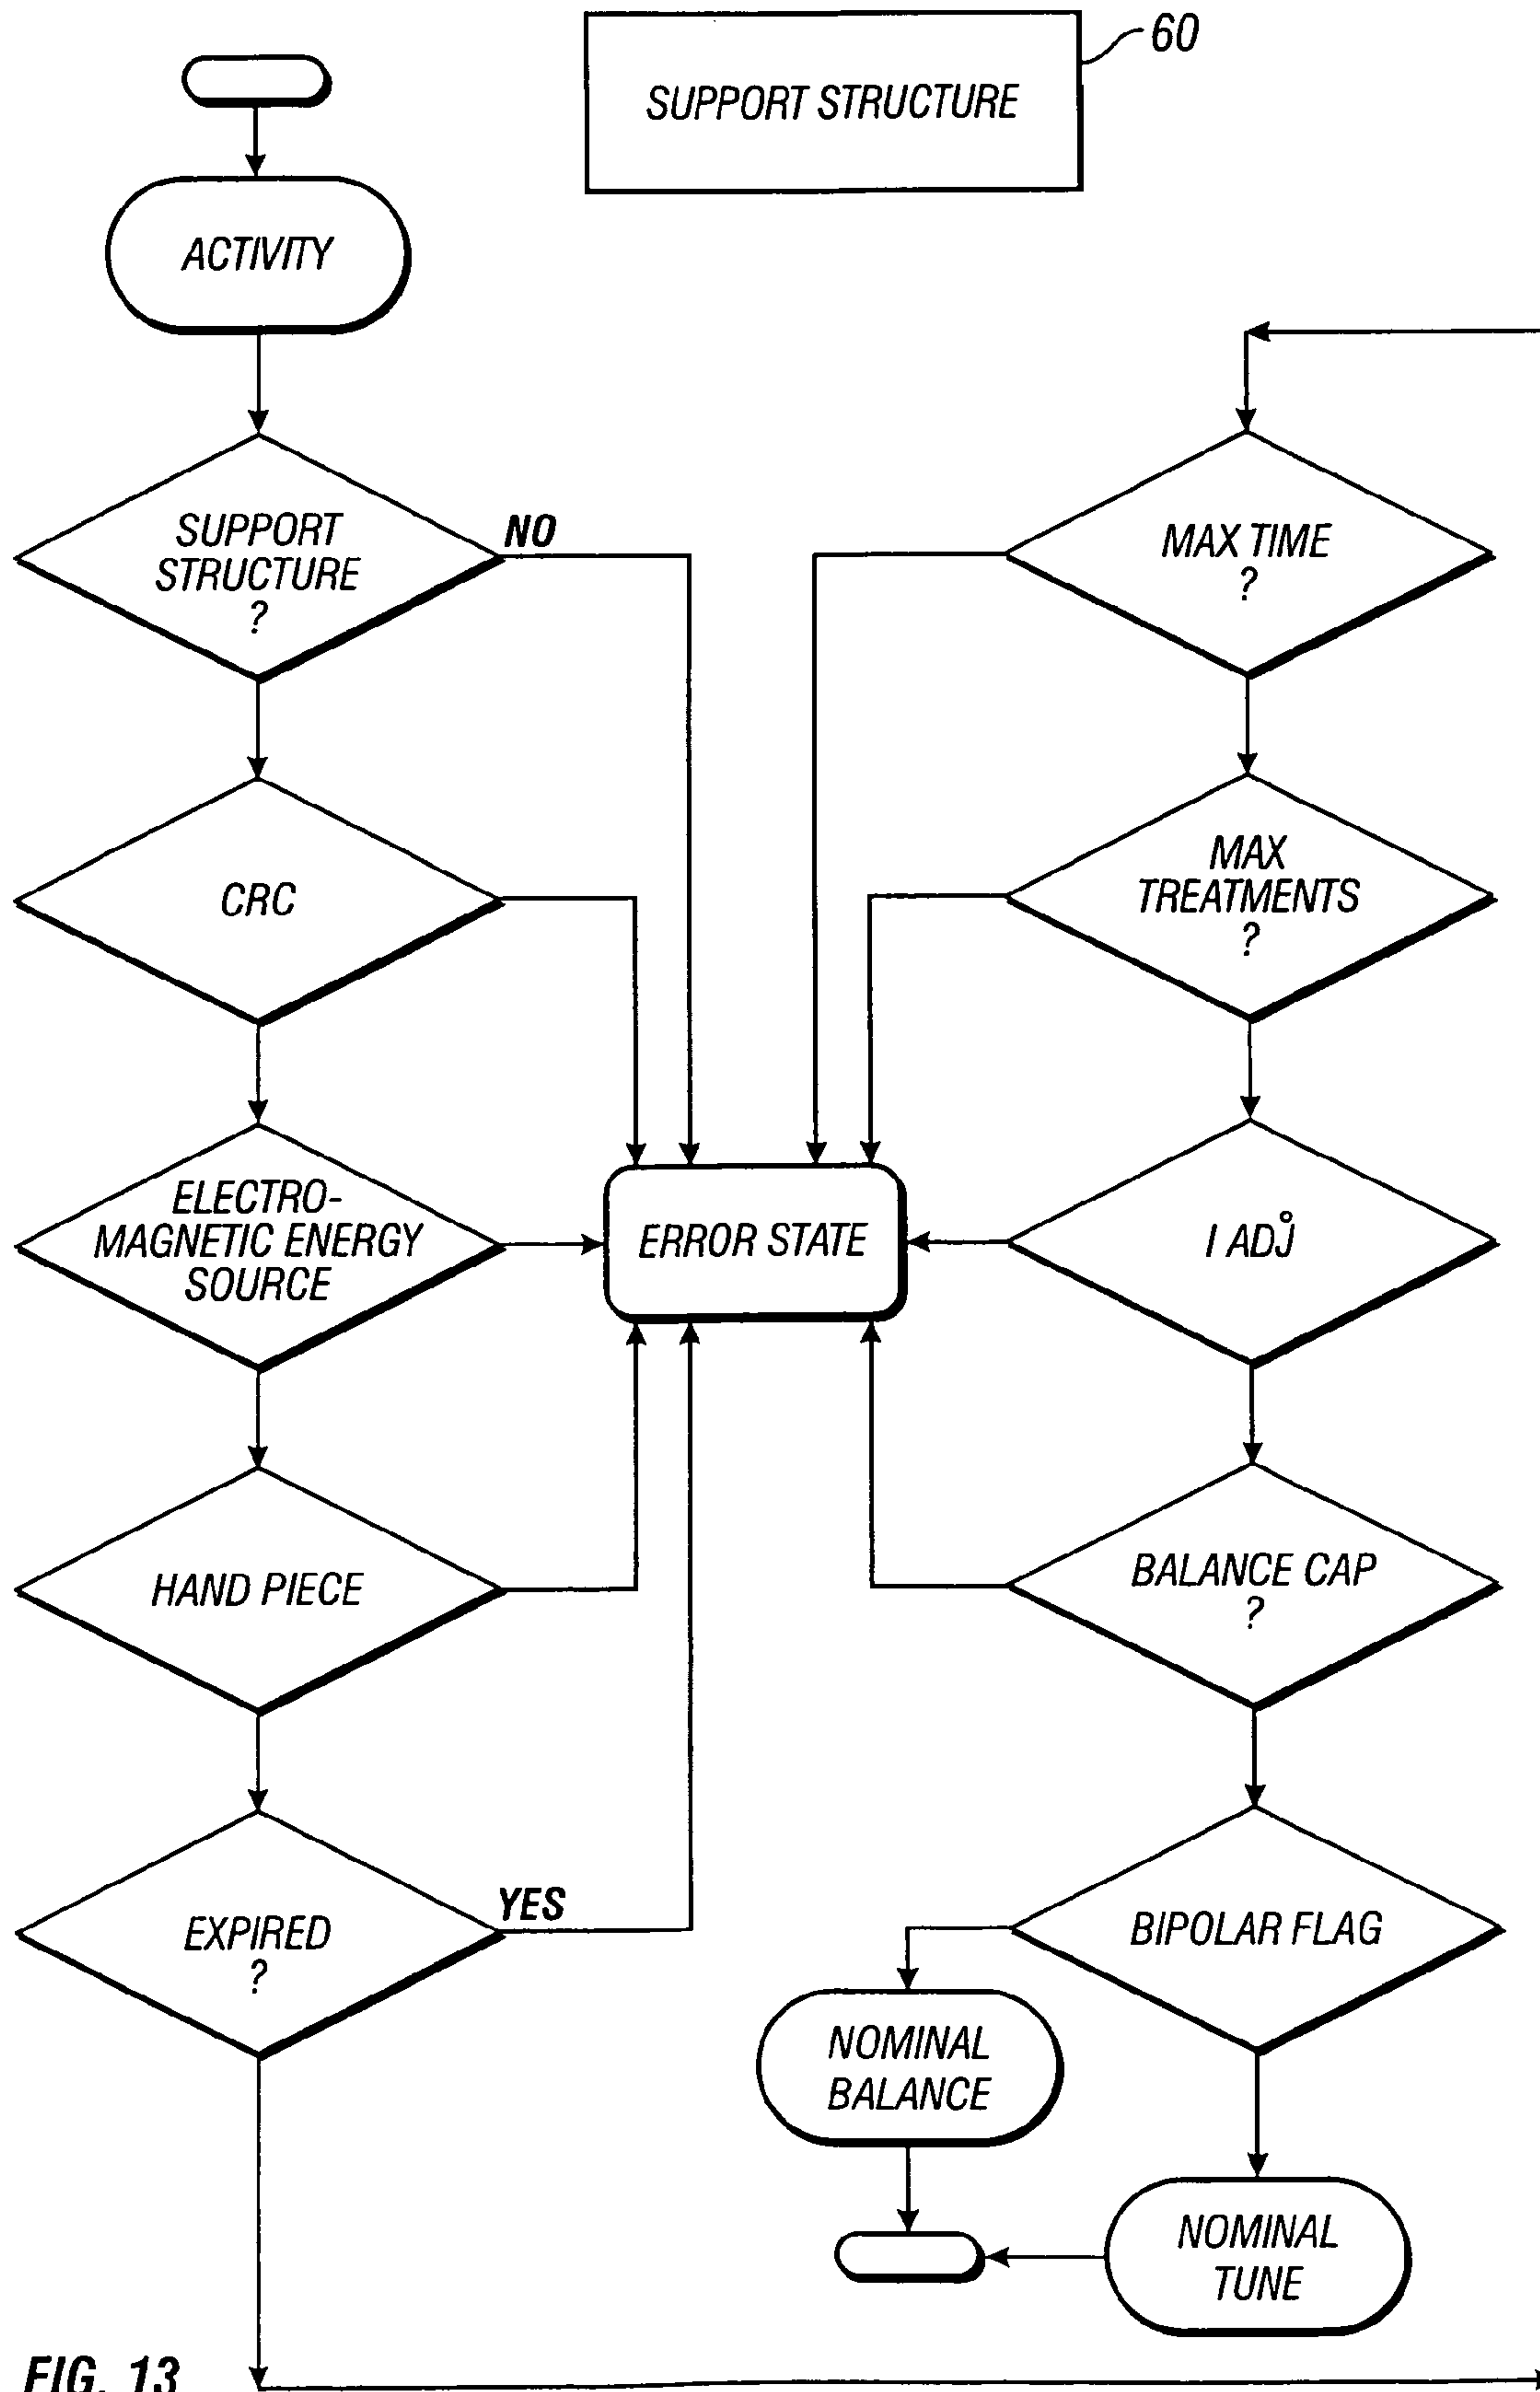 60
SUPPORT STRUCTURE
ACTIVITY
SUPPORT
STRUCTURE
?
NO
CRC
ELECTRO-
MAGNETIC ENERGY
SOURCE
HAND PIECE
EXPIRED
?
YES
ERROR STATE
MAX TIME
?
MAX
TREATMENTS
?
I ADJ°
BALANCE CAP
?
BIPOLAR FLAG
NOMINAL
BALANCE
NOMINAL
TUNE
FIG. 13